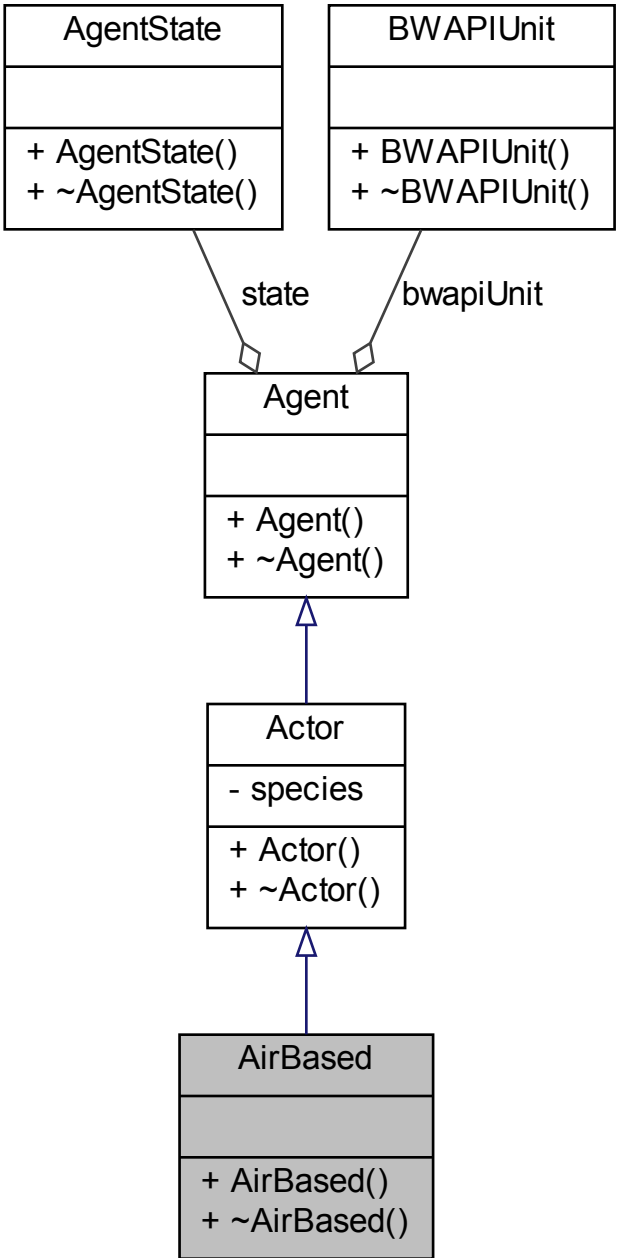 AgentState
+ AgentState()
+ ~AgentState()
BWAPIUnit
+ BWAPIUnit()
+ ~BWAPIUnit()
state
bwapiUnit
Agent
+ Agent()
+ ~Agent()
Actor
- species
+ Actor()
+ ~Actor()
AirBased
+ AirBased()
+ ~AirBased()